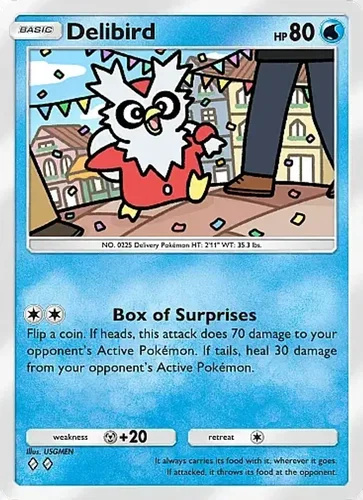 BASIC
Delibird
HP 80
NO. 0225 Delivery Pokémon HT: 2'11" WT: 35.3 lbs.
Box of Surprises
Flip a coin. If heads, this attack does 70 damage to your
opponent's Active Pokémon. If tails, heal 30 damage
from your opponent's Active Pokémon.
weakness +20 retreat
Illus. USGMEN
It always carries its food with it, wherever it goes.
If attacked, it throws its food at the opponent.